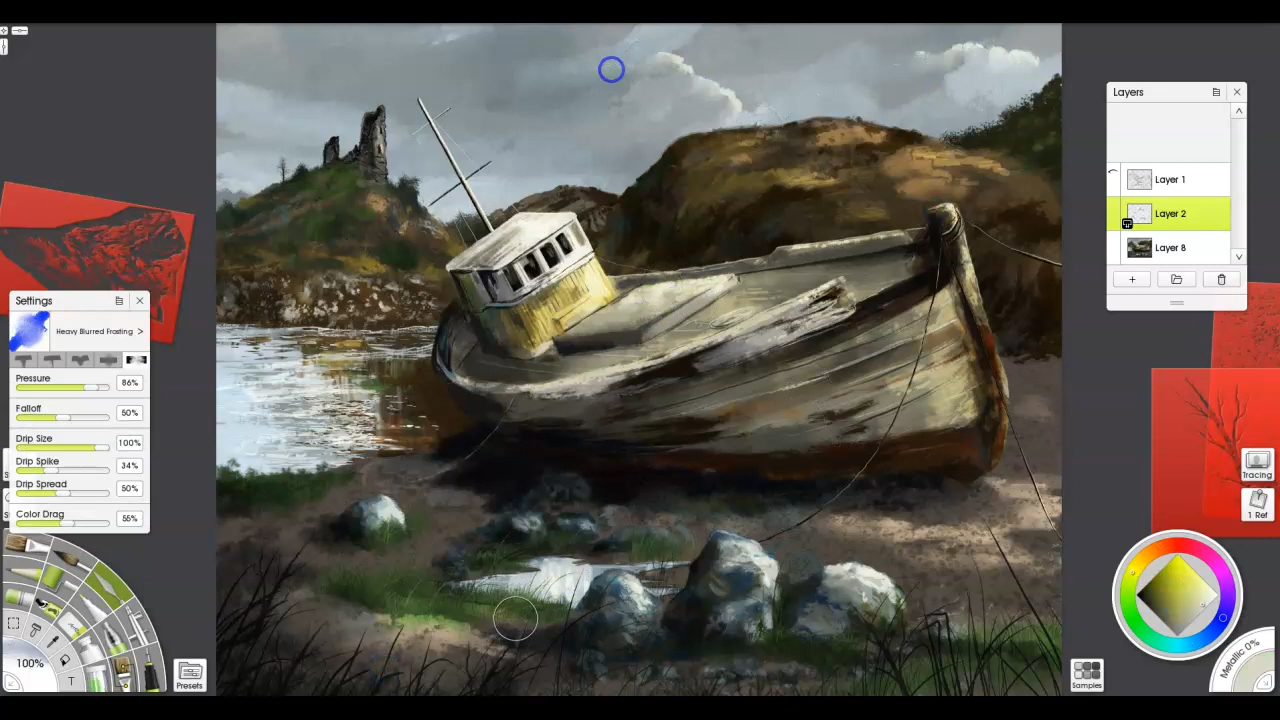 Layers
Layer 1
Layer 2
Layer 8
Settings
Heavy Blurred Frosting >
Pressure
86%
Falloff
50%
Drip Size
100%
Drip Spike
34%
Drip Spread
50%
Color Drag
55%
100%
T
Presets
Tracing
1 Ref
Samples
Metallic 0%